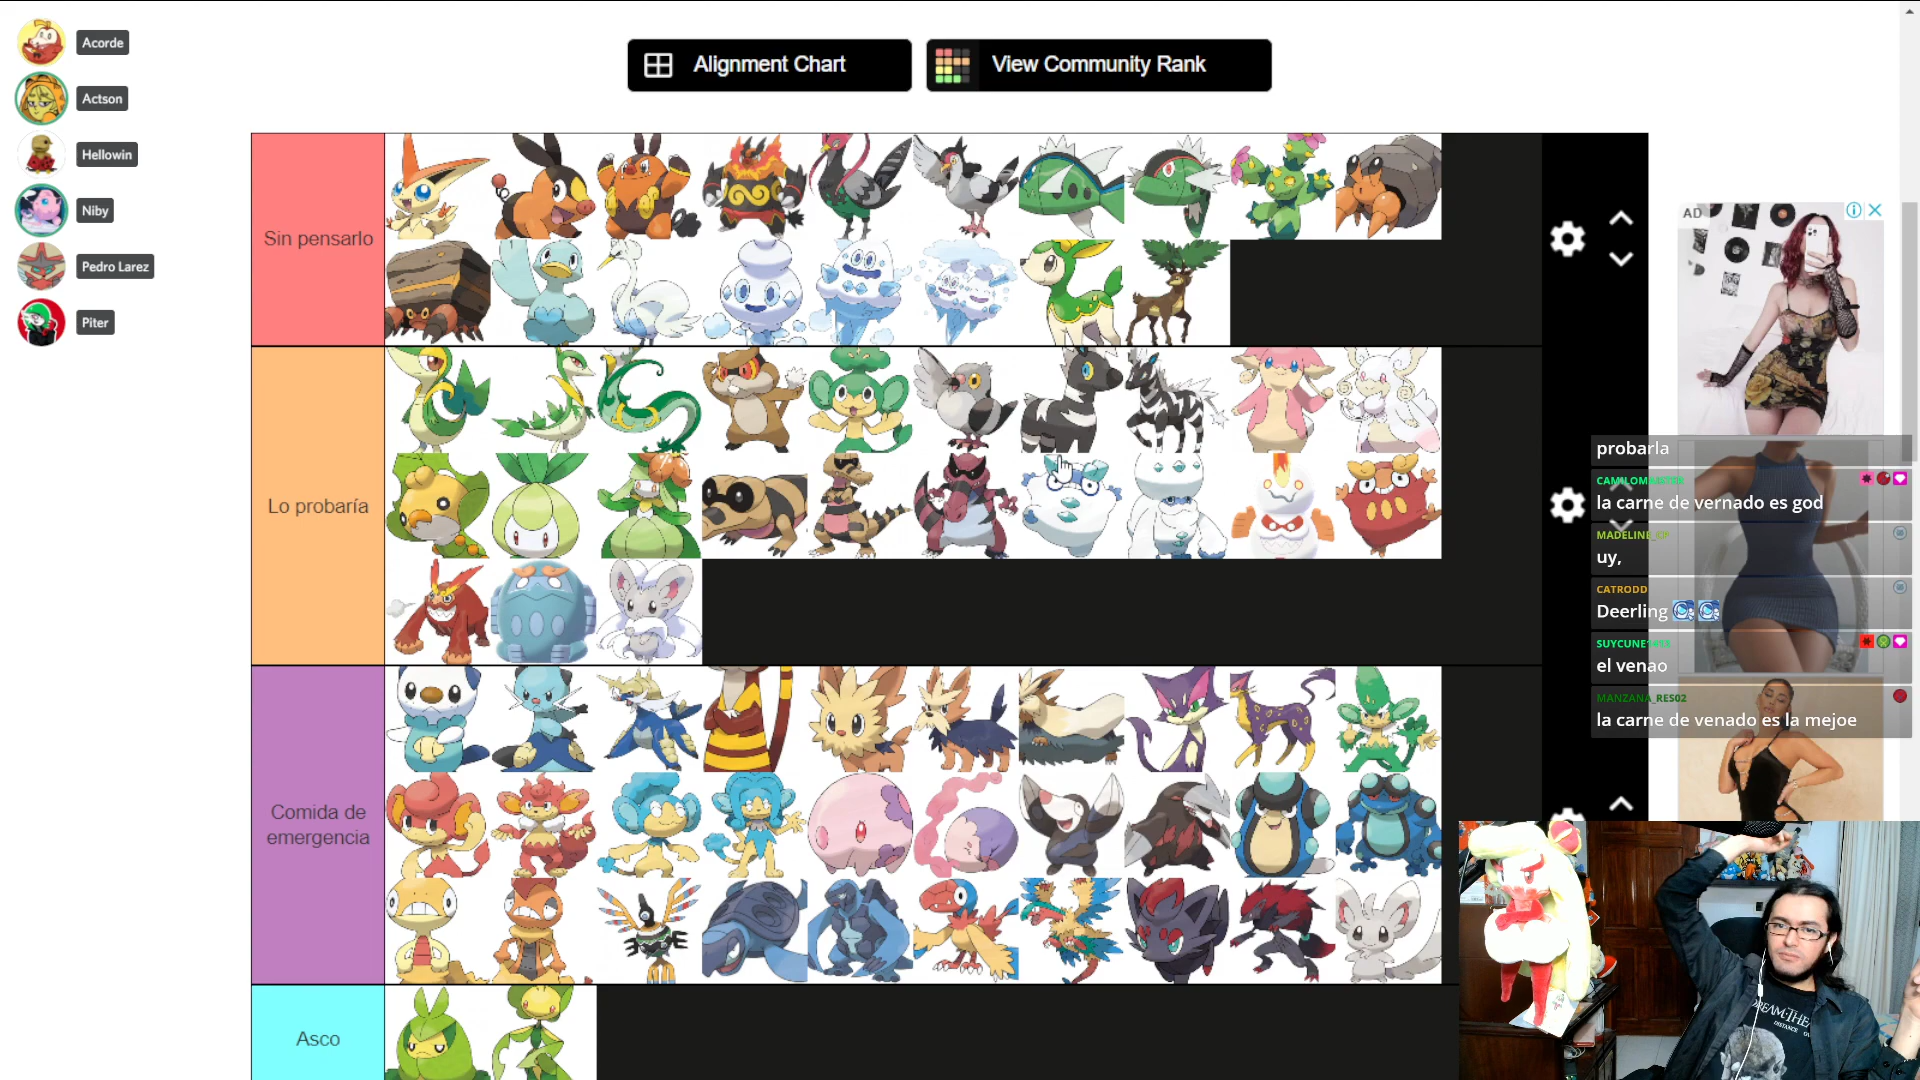 Acorde
Actson
Hellowin
Niby
Pedro Larez
Piter
Alignment Chart
View Community Rank
Sin pensarlo
Lo probaría
Comida de
emergencia
Asco
AD
probarla
la carne de vernado es god
uy,
CATRODD
Deerling
el venao
MANZANA_RES02
la carne de venado es la mejoe